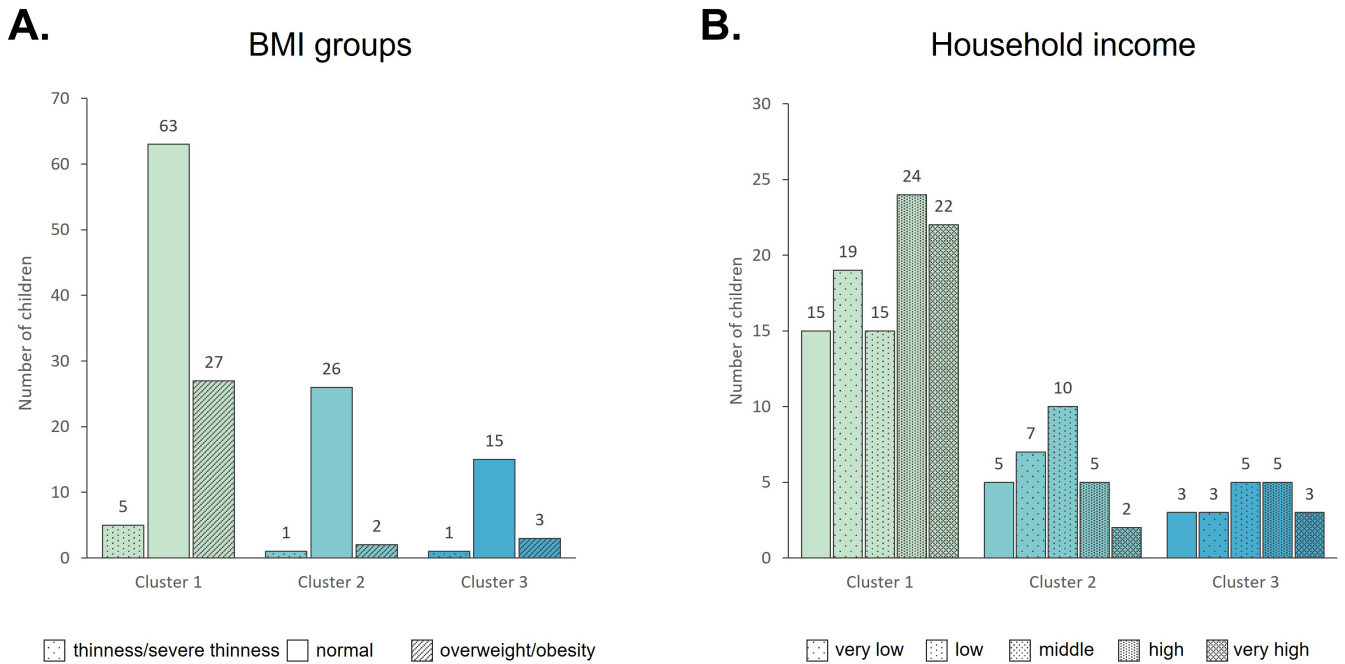 A.
BMI groups
Number of children
70
60
50
40
30
20
10
0
5
63
27
1
26
2
1
15
3
Cluster 1
Cluster 2
Cluster 3
thinness/severe thinness
normal
overweight/obesity
B.
Household income
Number of children
30
25
20
15
10
5
0
15
19
15
24
22
5
7
10
5
2
3
3
5
5
3
Cluster 1
Cluster 2
Cluster 3
very low
low
middle
high
very high